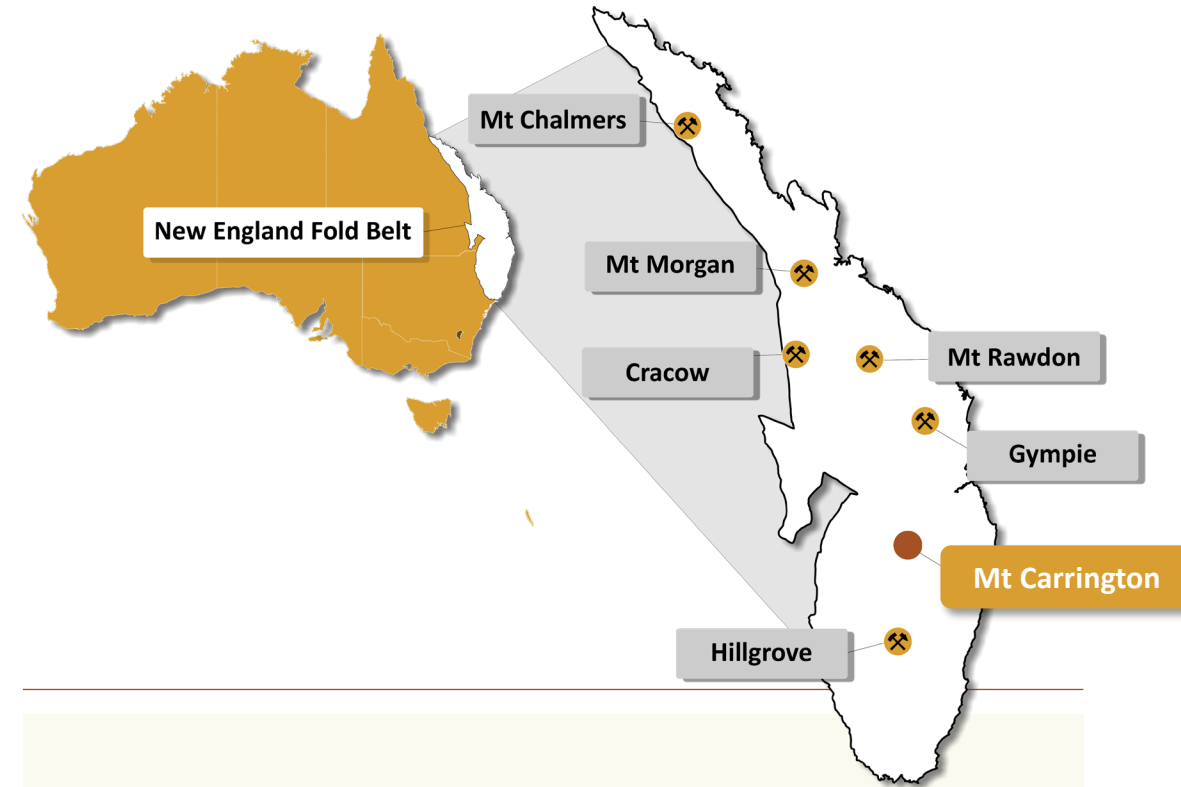 Mt Chalmers
New England Fold Belt
Mt Morgan
Mt Rawdon
Cracow
Gympie
Mt Carrington
Hillgrove